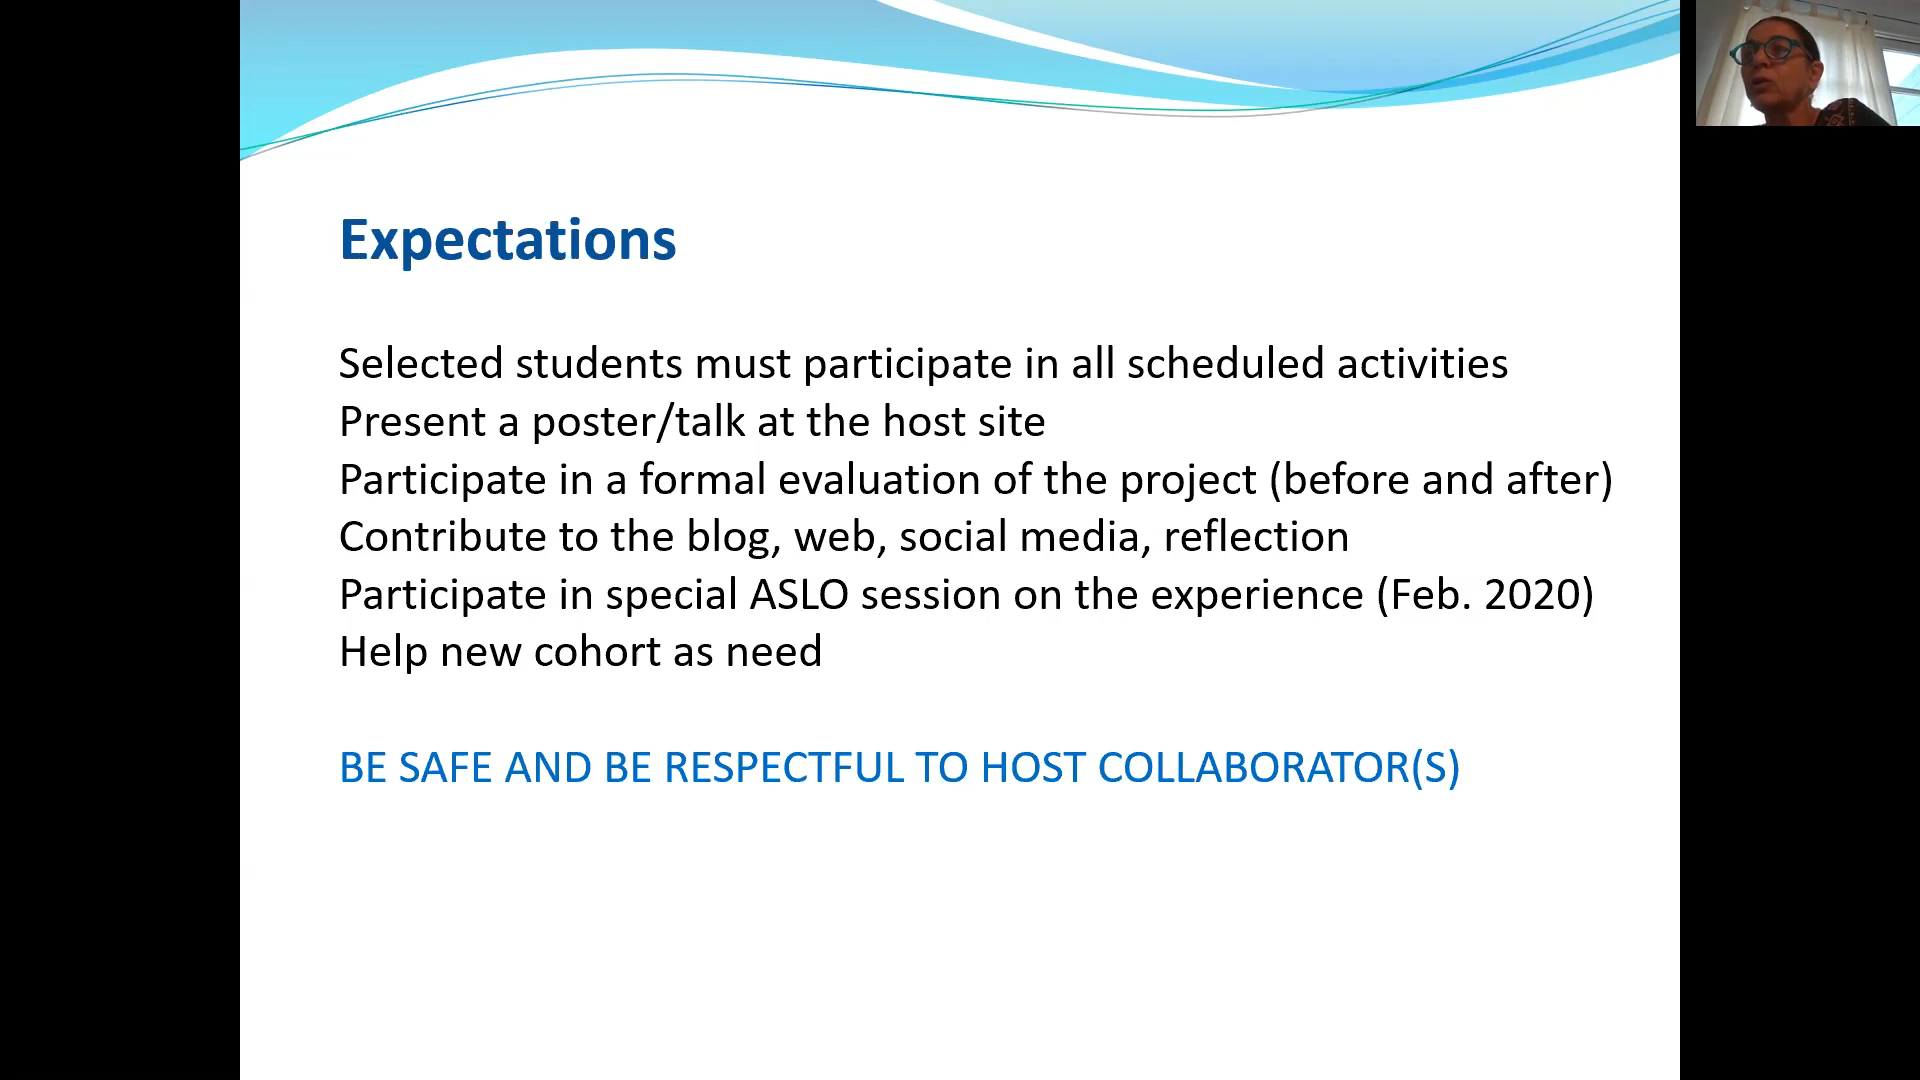 Expectations
Selected students must participate in all scheduled activities
Present a poster/talk at the host site
Participate in a formal evaluation of the project (before and after)
Contribute to the blog, web, social media, reflection
Participate in special ASLO session on the experience (Feb. 2020)
Help new cohort as need
BE SAFE AND BE RESPECTFUL TO HOST COLLABORATOR(S)